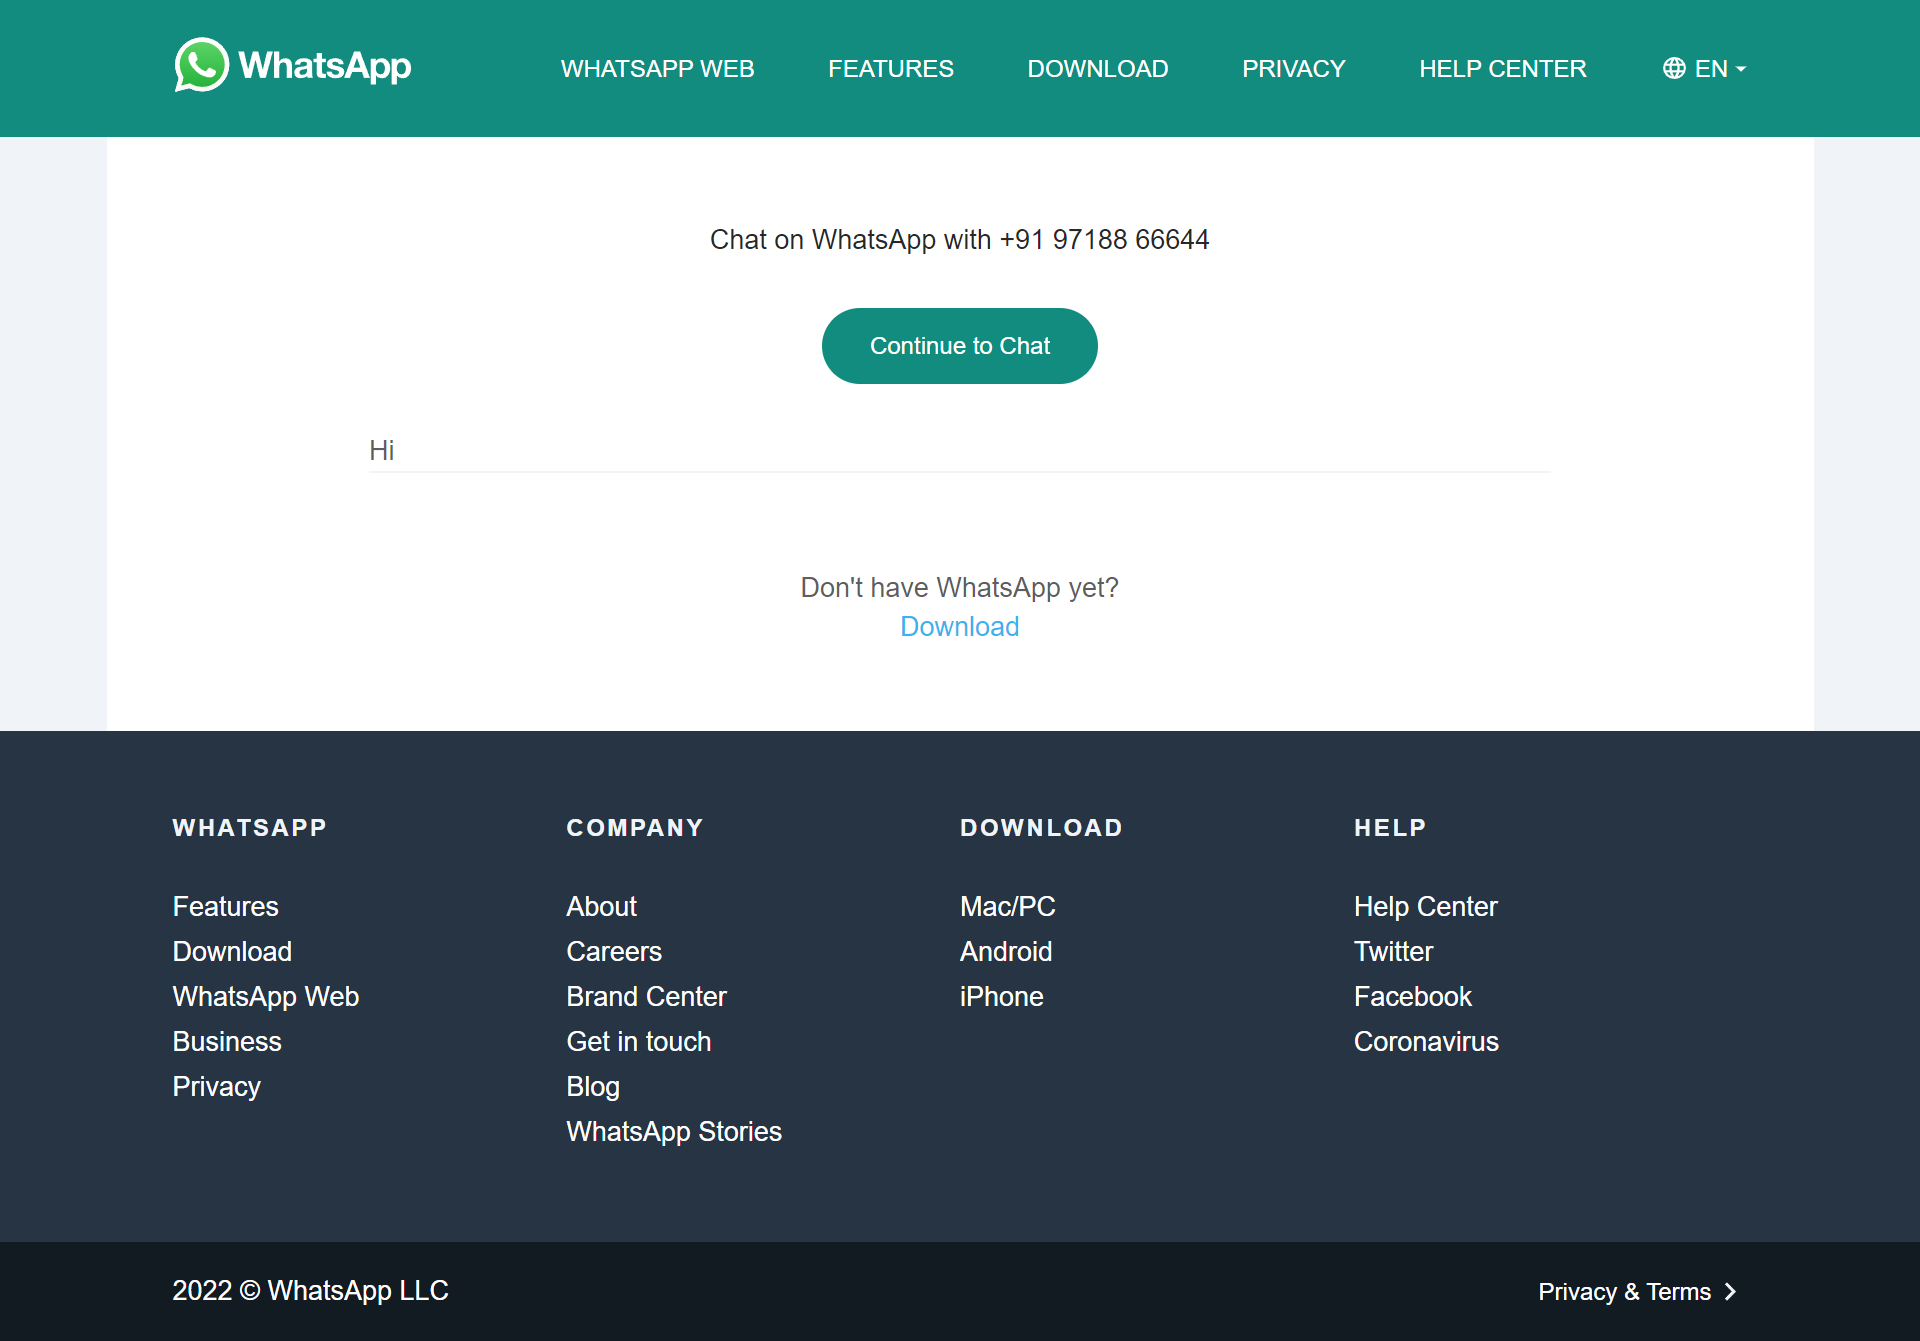 WhatsApp
WHATSAPP WEB
FEATURES
DOWNLOAD
PRIVACY
HELP CENTER
EN
Chat on WhatsApp with +91 97188 66644
Continue to Chat
Hi
Don't have WhatsApp yet?
Download
WHATSAPP
Features
Download
WhatsApp Web
Business
Privacy
COMPANY
About
Careers
Brand Center
Get in touch
Blog
WhatsApp Stories
DOWNLOAD
Mac/PC
Android
iPhone
HELP
Help Center
Twitter
Facebook
Coronavirus
2022 © WhatsApp LLC
Privacy & Terms